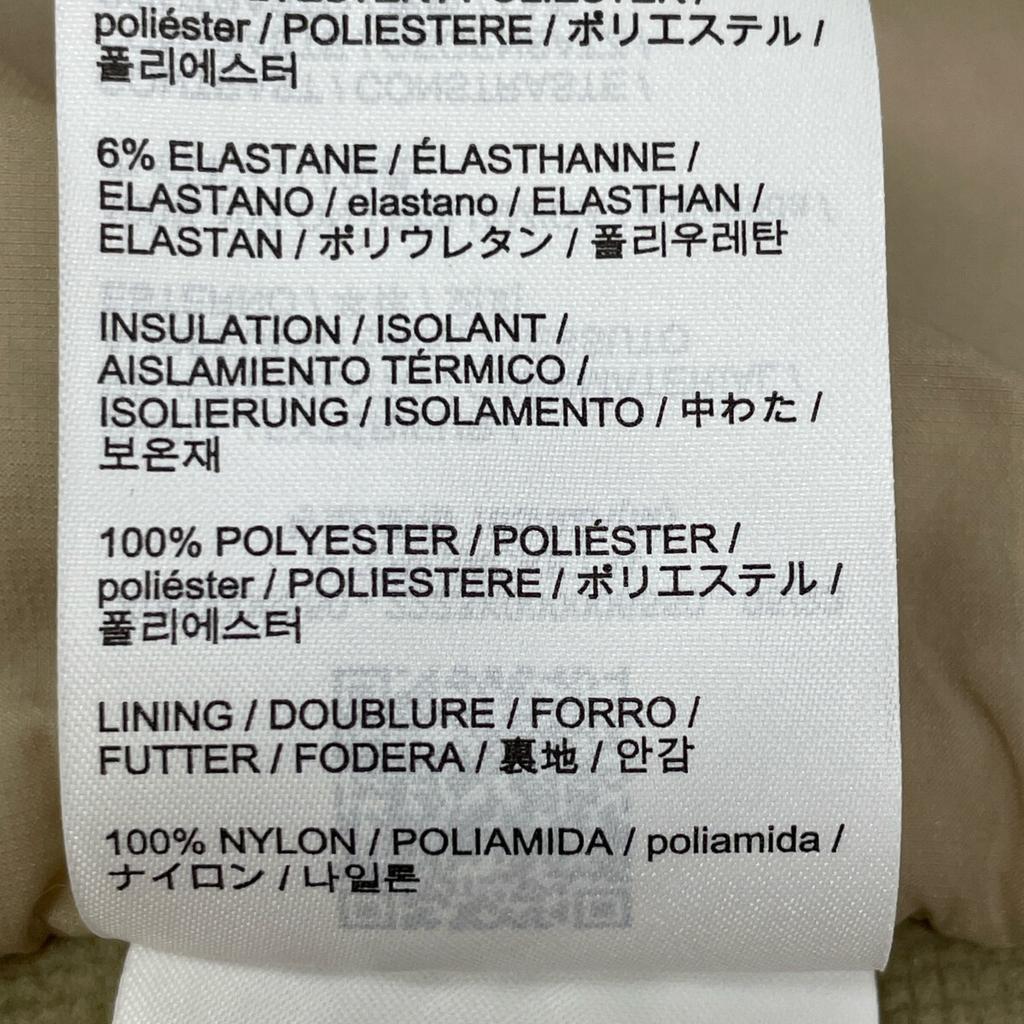 poliéster / POLIESTERE / ポリエステル /
폴리에스터
6% ELASTANE / ÉLASTHANNE /
ELASTANO / elastano / ELASTHAN /
ELASTAN / ポリウレタン / 폴리우레탄
INSULATION / ISOLANT /
AISLAMIENTO TÉRMICO /
ISOLIERUNG / ISOLAMENTO / 中わた /
보온재
100% POLYESTER / POLIÉSTER /
poliéster / POLIESTERE / ポリエステル /
폴리에스터
LINING / DOUBLURE / FORRO /
FUTTER / FODERA / 裏地 / 안감
100% NYLON / POLIAMIDA / poliamida /
ナイロン / 나일론